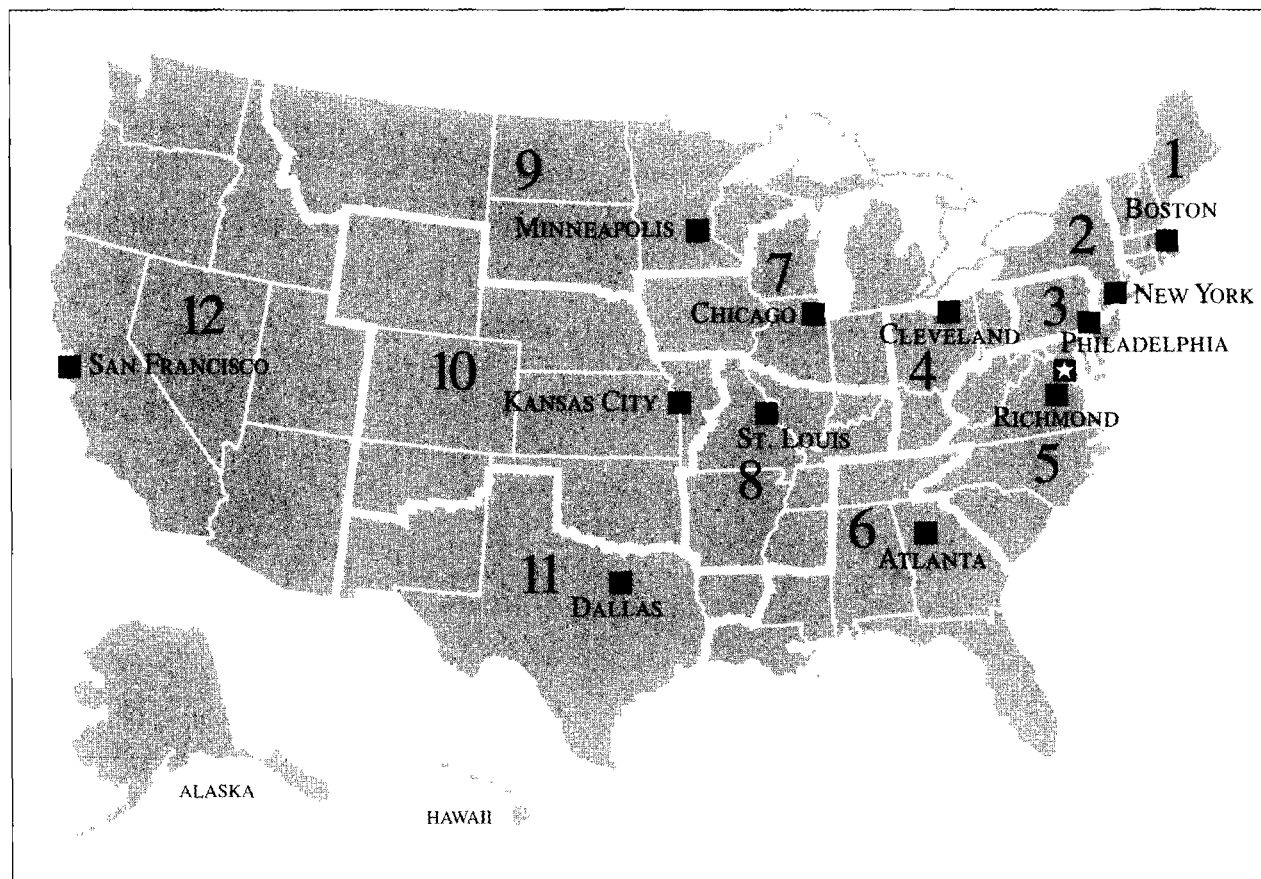 1
BOSTON
9
MINNEAPOLIS
2
7
NEW YORK
12
CHICAGO
CLEVELAND
3
PHILADELPHIA
SAN FRANCISCO
10
4
KANSAS CITY
ST. LOUIS
RICHMOND
8
5
6
ATLANTA
11
DALLAS
ALASKA
HAWAII